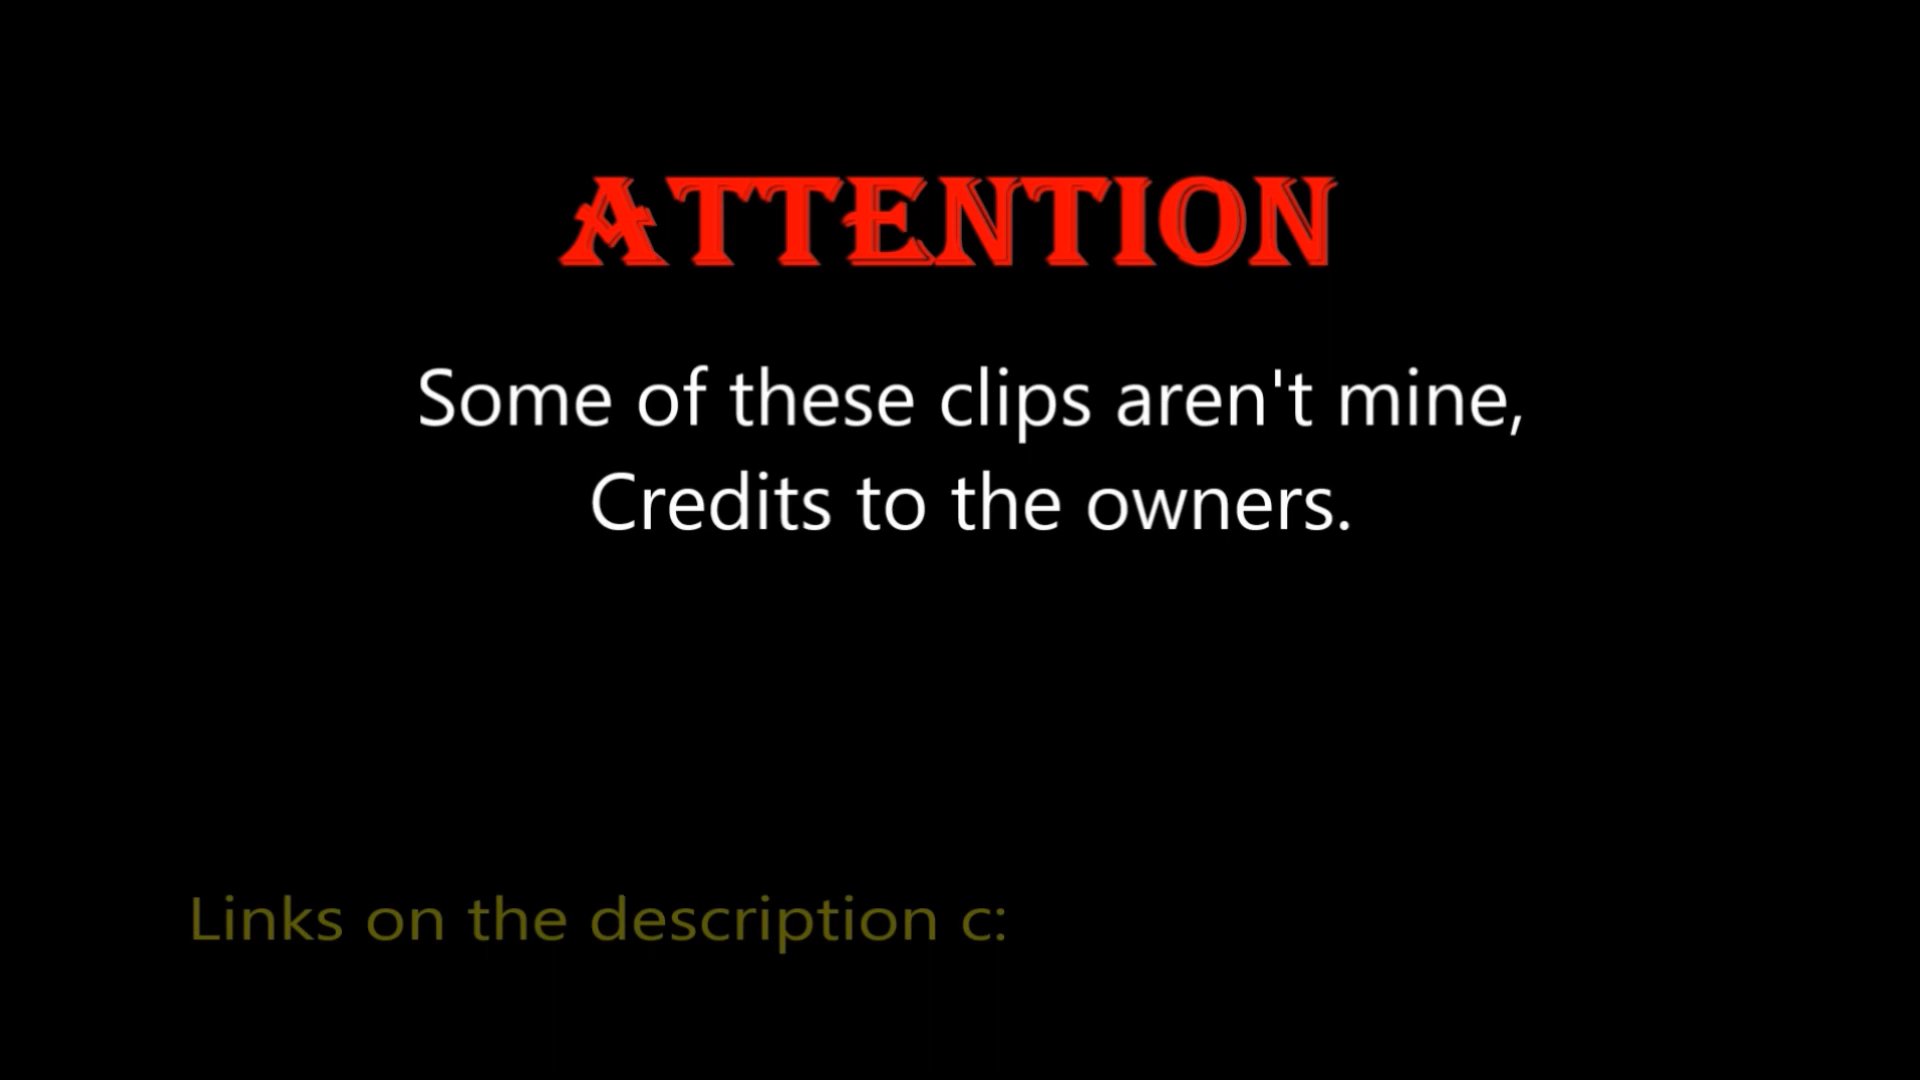 ATTENTION
Some of these clips aren't mine,
Credits to the owners.
Links on the description c: